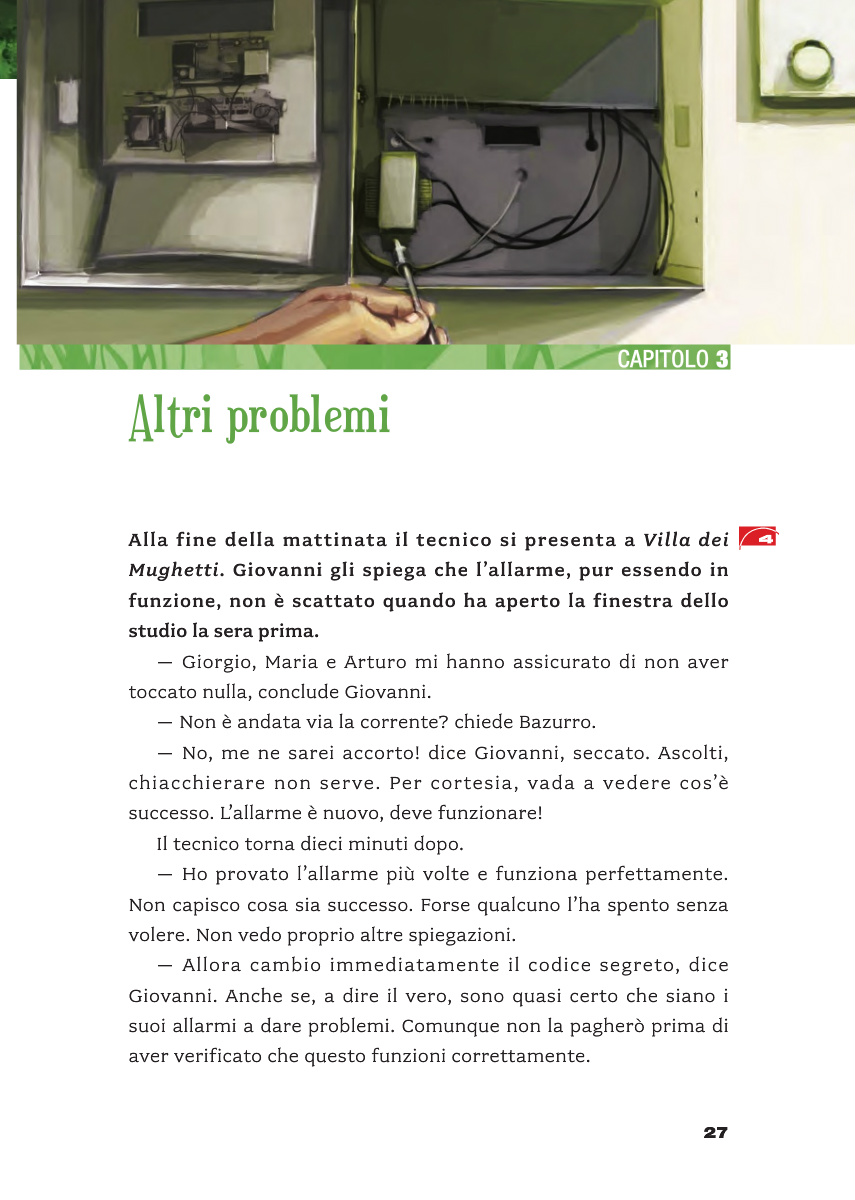 CAPITOLO 3
Altri problemi
Alla fine della mattinata il tecnico si presenta a Villa dei
4
Mughetti. Giovanni gli spiega che l'allarme, pur essendo in
funzione, non è scattato quando ha aperto la finestra dello
studio la sera prima.
— Giorgio, Maria e Arturo mi hanno assicurato di non aver
toccato nulla, conclude Giovanni.
— Non è andata via la corrente? chiede Bazurro.
— No, me ne sarei accorto! dice Giovanni, seccato. Ascolti,
chiacchierare non serve. Per cortesia, vada a vedere cos'è
successo. L'allarme è nuovo, deve funzionare!
Il tecnico torna dieci minuti dopo.
— Ho provato l'allarme più volte e funziona perfettamente.
Non capisco cosa sia successo. Forse qualcuno l'ha spento senza
volere. Non vedo proprio altre spiegazioni.
— Allora cambio immediatamente il codice segreto, dice
Giovanni. Anche se, a dire il vero, sono quasi certo che siano i
suoi allarmi a dare problemi. Comunque non la pagherò prima di
aver verificato che questo funzioni correttamente.
27